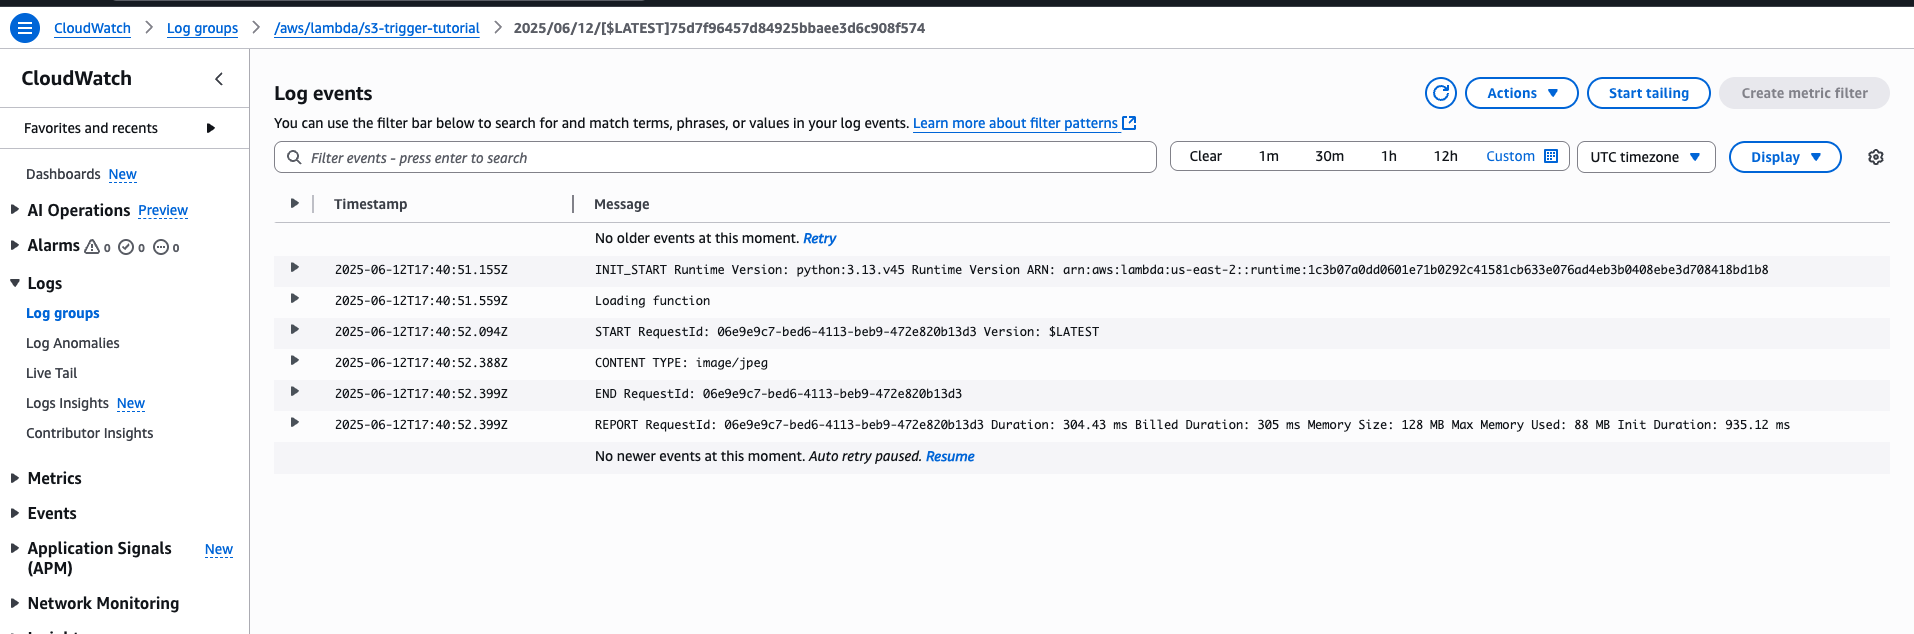 CloudWatch > Log groups > /aws/lambda/s3-trigger-tutorial > 2025/06/12/[$LATEST]75d7f96457d84925bbaee3d6c908f574
CloudWatch
Favorites and recents
Dashboards New
AI Operations Preview
Alarms 0 0 0
Logs
Log groups
Log Anomalies
Live Tail
Logs Insights New
Contributor Insights
Metrics
Events
Application Signals New
(APM)
Network Monitoring
Log events
Actions
Start tailing
Create metric filter
You can use the filter bar below to search for and match terms, phrases, or values in your log events. Learn more about filter patterns
Filter events - press enter to search
Clear 1m 30m 1h 12h Custom
UTC timezone
Display
Timestamp Message
No older events at this moment. Retry
2025-06-12T17:40:51.155Z INIT_START Runtime Version: python:3.13.v45 Runtime Version ARN: arn:aws:lambda:us-east-2::runtime:1c3b07a0dd0601e71b0292c41581cb633e076ad4eb3b0408ebe3d708418bd1b8
2025-06-12T17:40:51.559Z Loading function
2025-06-12T17:40:52.094Z START RequestId: 06e9e9c7-bed6-4113-beb9-472e820b13d3 Version: $LATEST
2025-06-12T17:40:52.388Z CONTENT TYPE: image/jpeg
2025-06-12T17:40:52.399Z END RequestId: 06e9e9c7-bed6-4113-beb9-472e820b13d3
2025-06-12T17:40:52.399Z REPORT RequestId: 06e9e9c7-bed6-4113-beb9-472e820b13d3 Duration: 304.43 ms Billed Duration: 305 ms Memory Size: 128 MB Max Memory Used: 88 MB Init Duration: 935.12 ms
No newer events at this moment. Auto retry paused. Resume